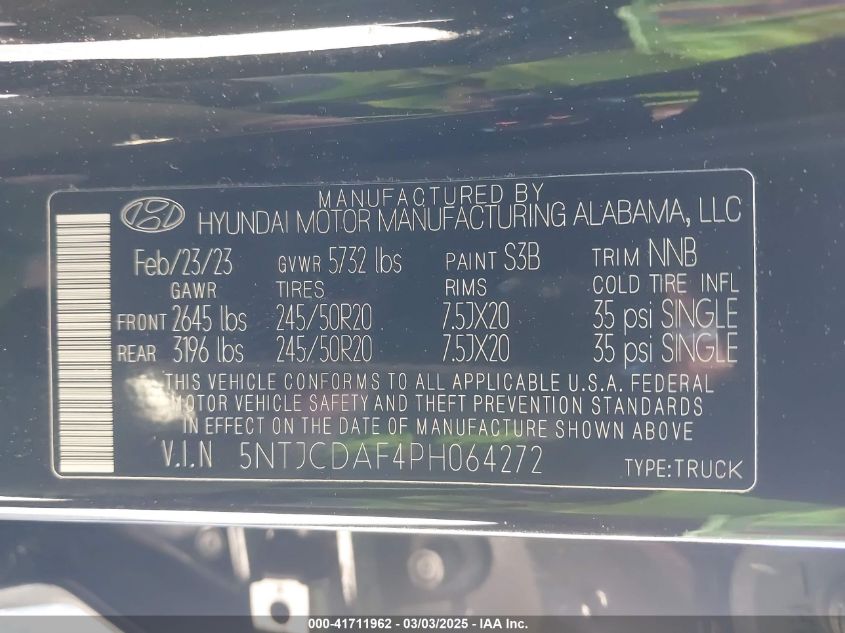 MANUFACTURED BY
HYUNDAI MOTOR MANUFACTURING ALABAMA, LLC
Feb/23/23 GVWR 5732 lbs PAINT S3B TRIM NNB
GAWR TIRES RIMS COLD TIRE INFL
FRONT 2645 lbs 245/50R20 7.5JX20 35 psi SINGLE
REAR 3196 lbs 245/50R20 7.5JX20 35 psi SINGLE
THIS VEHICLE CONFORMS TO ALL APPLICABLE U.S.A. FEDERAL
MOTOR VEHICLE SAFETY AND THEFT PREVENTION STANDARDS
IN EFFECT ON THE DATE OF MANUFACTURE SHOWN ABOVE
V.I.N 5NTJCDAF4PH064272 TYPE:TRUCK
000-41711962 - 03/03/2025 - IAA Inc.